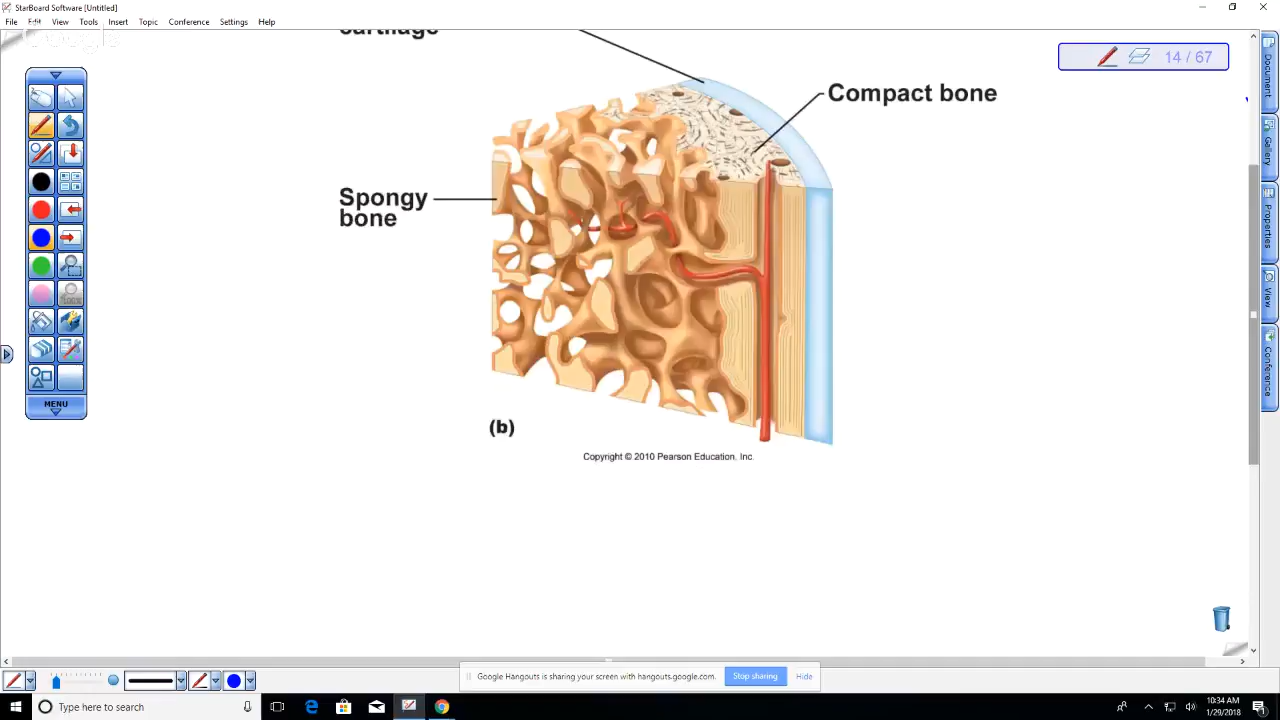 StarBoard Software [Untitled]
File Edit View Tools Insert Topic Conference Settings Help
cartilage
14 / 67
Compact bone
Spongy
bone
Document
Gallery
Properties
View
Conference
MENU
(b)
Copyright © 2010 Pearson Education, Inc.
Google Hangouts is sharing your screen with hangouts.google.com.
Stop sharing
Hide
Type here to search
10:34 AM
1/29/2018